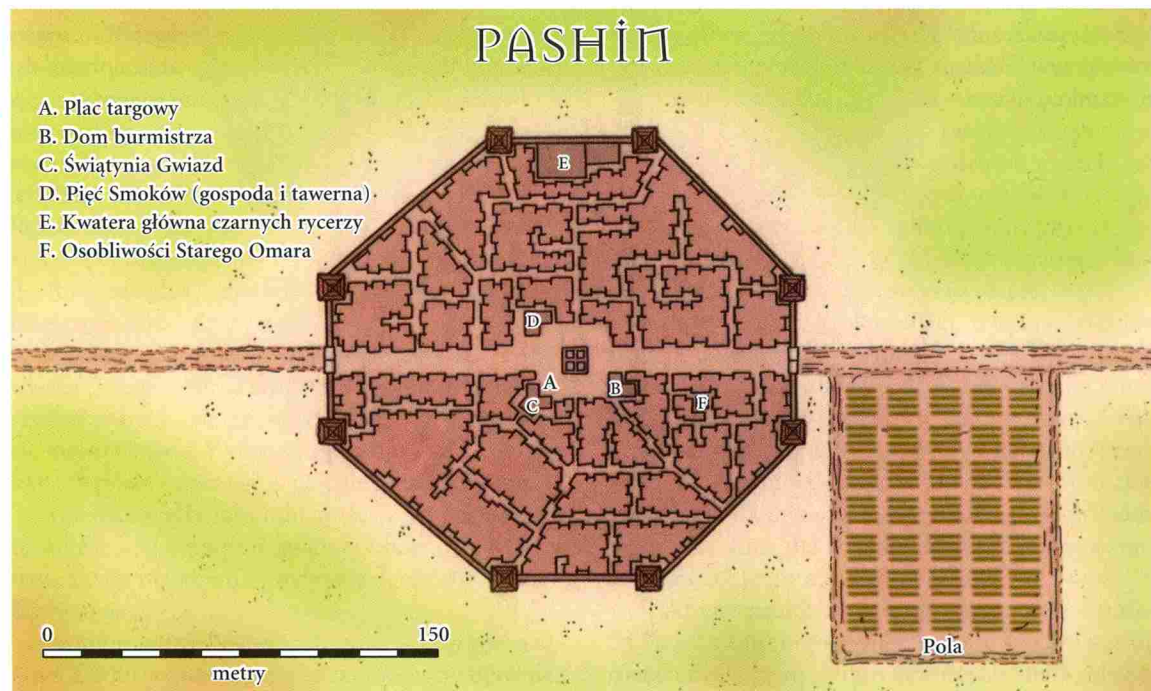 PASHIN
A. Plac targowy
B. Dom burmistrza
C. Świątynia Gwiazd
D. Pięć Smoków (gospoda i tawerna)
E. Kwatera główna czarnych rycerzy
F. Osobliwości Starego Omara
E
D
A
B
C
F
0 150
metry
Pola